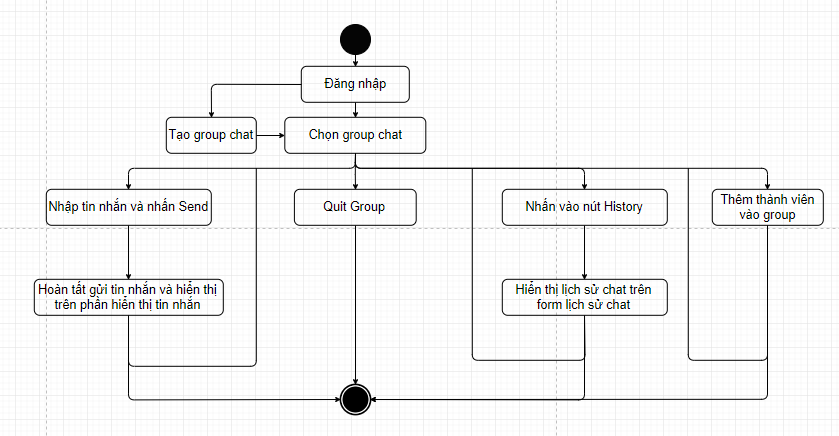 Đăng nhập
Tạo group chat
Chọn group chat
Nhập tin nhắn và nhấn Send
Quit Group
Nhấn vào nút History
Thêm thành viên
vào group
Hoàn tất gửi tin nhắn và hiển thị
trên phần hiển thị tin nhắn
Hiển thị lịch sử chat trên
form lịch sử chat